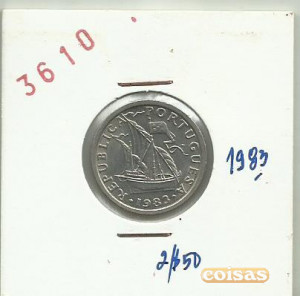 3610
REPUBLICA PORTUGUESA
·1983·
1983
2$50
coisas